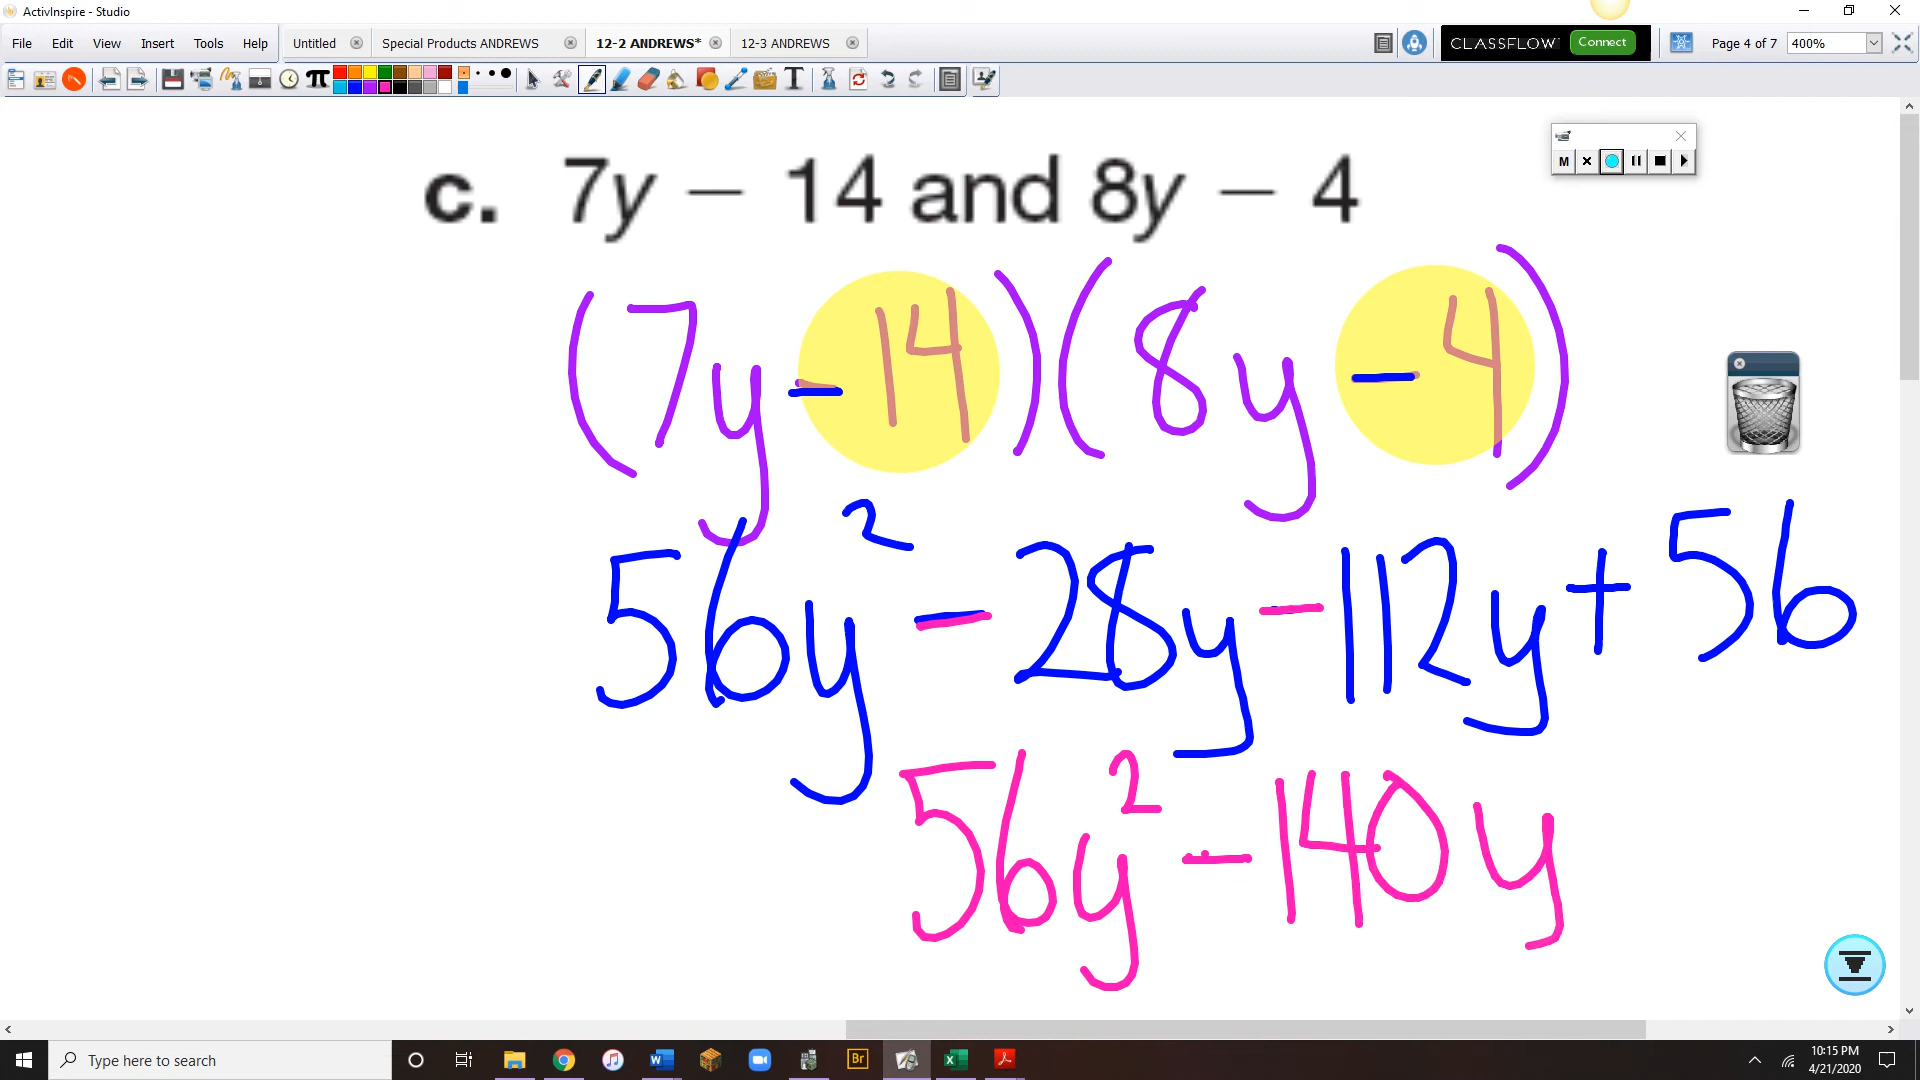 ActivInspire - Studio
File Edit View Insert Tools Help Untitled Special Products ANDREWS 12-2 ANDREWS* 12-3 ANDREWS CLASSFLOW Connect Page 4 of 7 400%
M
c. 7y − 14 and 8y − 4
(7y - 14)(8y - 4)
56y² - 28y - 112y + 56
56y² - 140y
Type here to search
Br
10:15 PM
4/21/2020